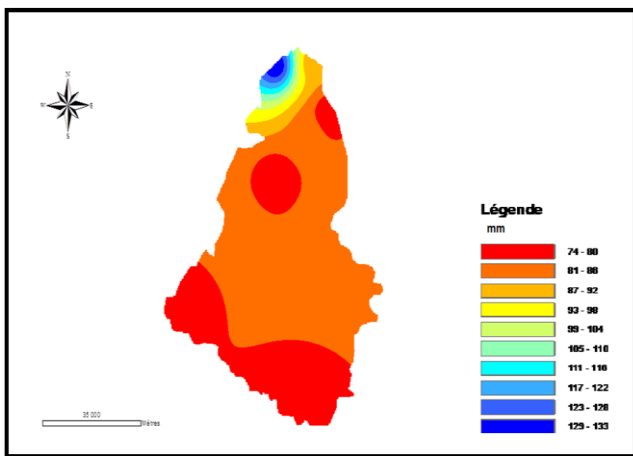 N
W E
S
Légende
mm
74 - 80
81 - 86
87 - 92
93 - 98
99 - 104
105 - 110
111 - 116
117 - 122
123 - 128
129 - 133
35 000
Mètres